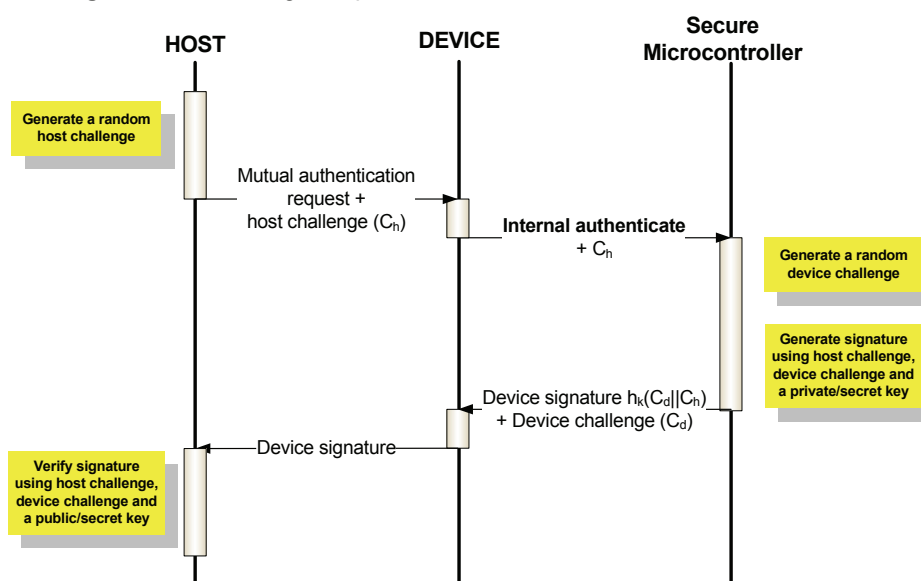 HOST
DEVICE
Secure
Microcontroller
Generate a random
host challenge
Mutual authentication
request +
host challenge (Cₕ)
Internal authenticate
+ Cₕ
Generate a random
device challenge
Generate signature
using host challenge,
device challenge and
a private/secret key
Device signature hₖ(C_d||Cₕ)
+ Device challenge (C_d)
Device signature
Verify signature
using host challenge,
device challenge and
a public/secret key